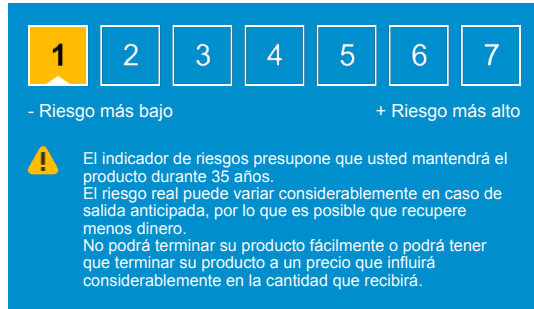 1 2 3 4 5 6 7
- Riesgo más bajo + Riesgo más alto
El indicador de riesgos presupone que usted mantendrá el
producto durante 35 años.
El riesgo real puede variar considerablemente en caso de
salida anticipada, por lo que es posible que recupere
menos dinero.
No podrá terminar su producto fácilmente o podrá tener
que terminar su producto a un precio que influirá
considerablemente en la cantidad que recibirá.